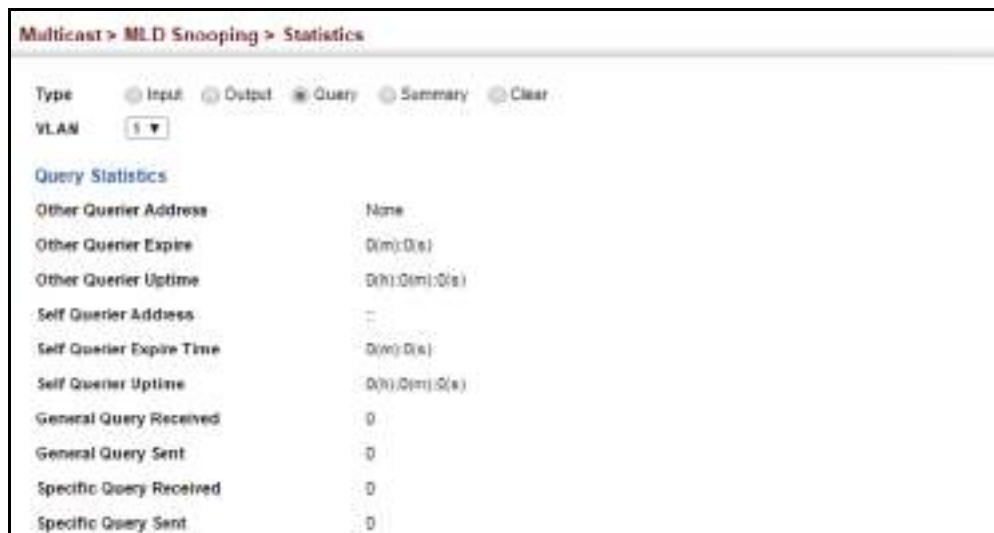 Multicast > MLD Snooping > Statistics
Type Input Output Query Summary Clear
VLAN 1
Query Statistics
Other Querier Address None
Other Querier Expire 0(m):0(s)
Other Querier Uptime 0(h):0(m):0(s)
Self Querier Address ::
Self Querier Expire Time 0(m):0(s)
Self Querier Uptime 0(h):0(m):0(s)
General Query Received 0
General Query Sent 0
Specific Query Received 0
Specific Query Sent 0